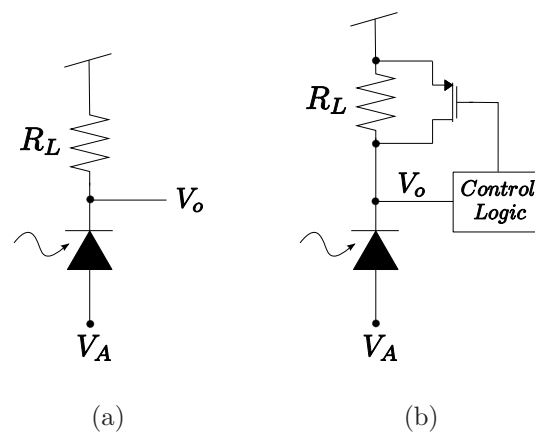 R_L
V_o
V_A
(a)
R_L
V_o
Control
Logic
V_A
(b)